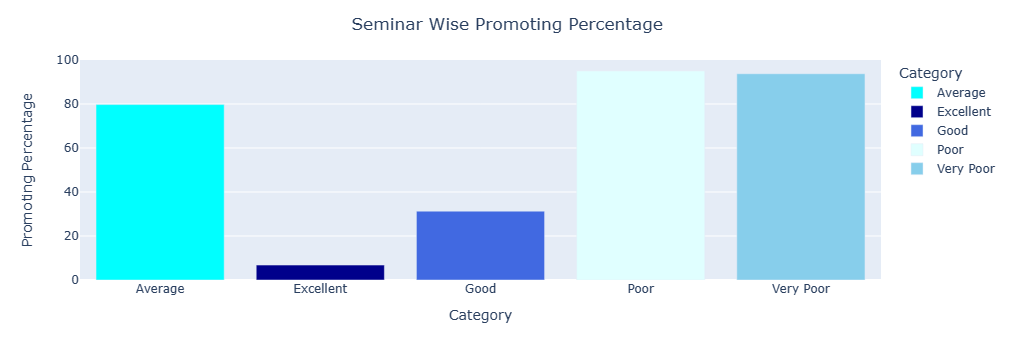 Seminar Wise Promoting Percentage
Promoting Percentage
100
80
60
40
20
0
Average
Excellent
Good
Poor
Very Poor
Category
Category
Average
Excellent
Good
Poor
Very Poor